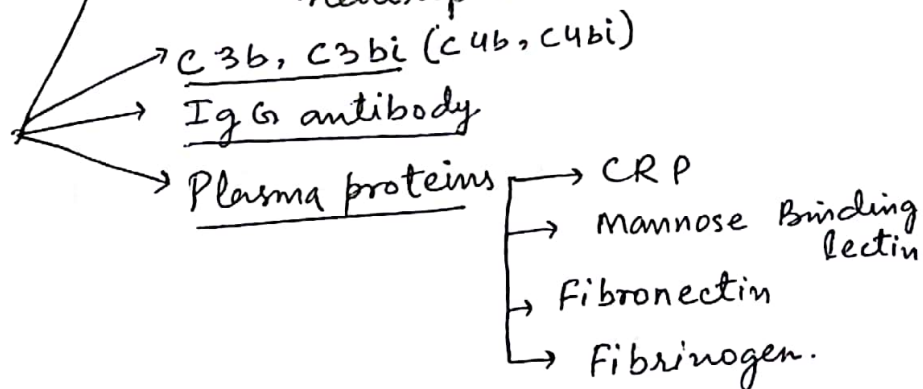 C3b, C3bi (C4b, C4bi)
IgG antibody
Plasma proteins
CRP
Mannose Binding
lectin
Fibronectin
Fibrinogen.